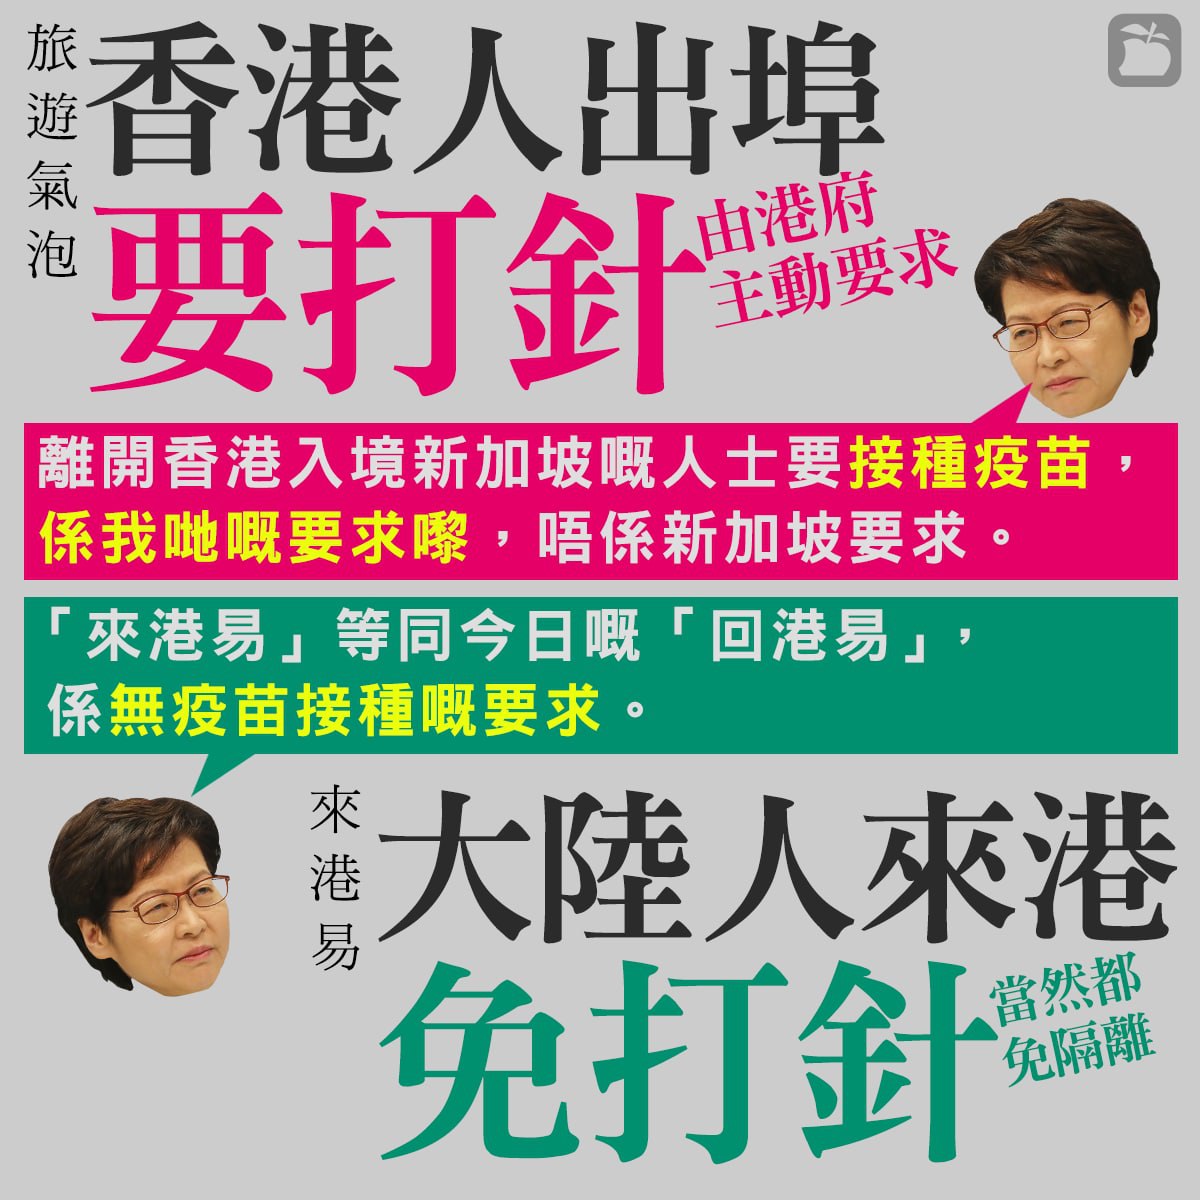 旅遊氣泡
香港人出埠
要打針
由港府
主動要求
離開香港入境新加坡嘅人士要接種疫苗，
係我哋嘅要求嚟，唔係新加坡要求。
「來港易」等同今日嘅「回港易」，
係無疫苗接種嘅要求。
來港易
大陸人來港
免打針
當然都
免隔離